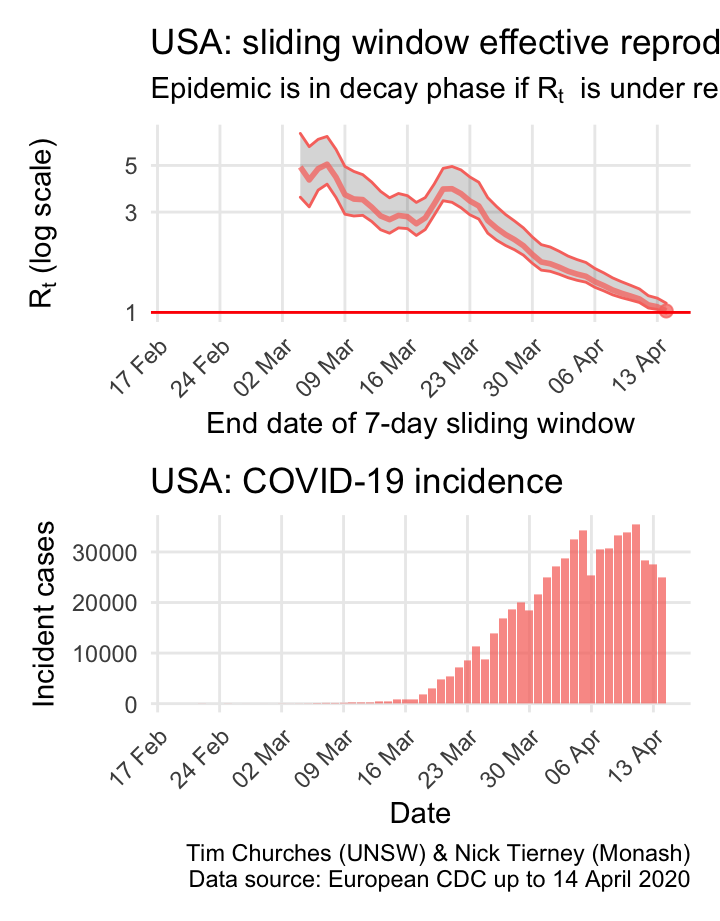 USA: sliding window effective reprod
Epidemic is in decay phase if Rₜ is under re
Rₜ (log scale)
5
3
1
17 Feb
24 Feb
02 Mar
09 Mar
16 Mar
23 Mar
30 Mar
06 Apr
13 Apr
End date of 7-day sliding window
USA: COVID-19 incidence
Incident cases
30000
20000
10000
0
17 Feb
24 Feb
02 Mar
09 Mar
16 Mar
23 Mar
30 Mar
06 Apr
13 Apr
Date
Tim Churches (UNSW) & Nick Tierney (Monash)
Data source: European CDC up to 14 April 2020